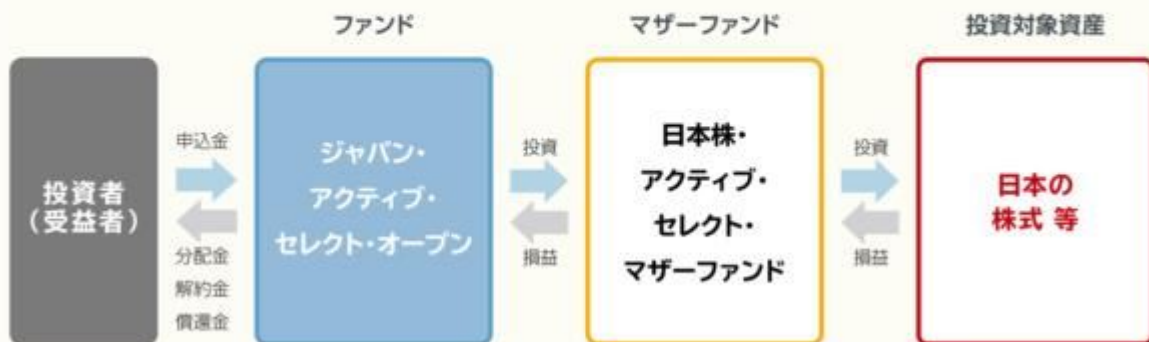 ファンド
マザーファンド
投資対象資産
投資者
(受益者)
申込金
分配金
解約金
償還金
ジャパン・
アクティブ・
セレクト・オープン
投資
損益
日本株・
アクティブ・
セレクト・
マザーファンド
投資
損益
日本の
株式 等